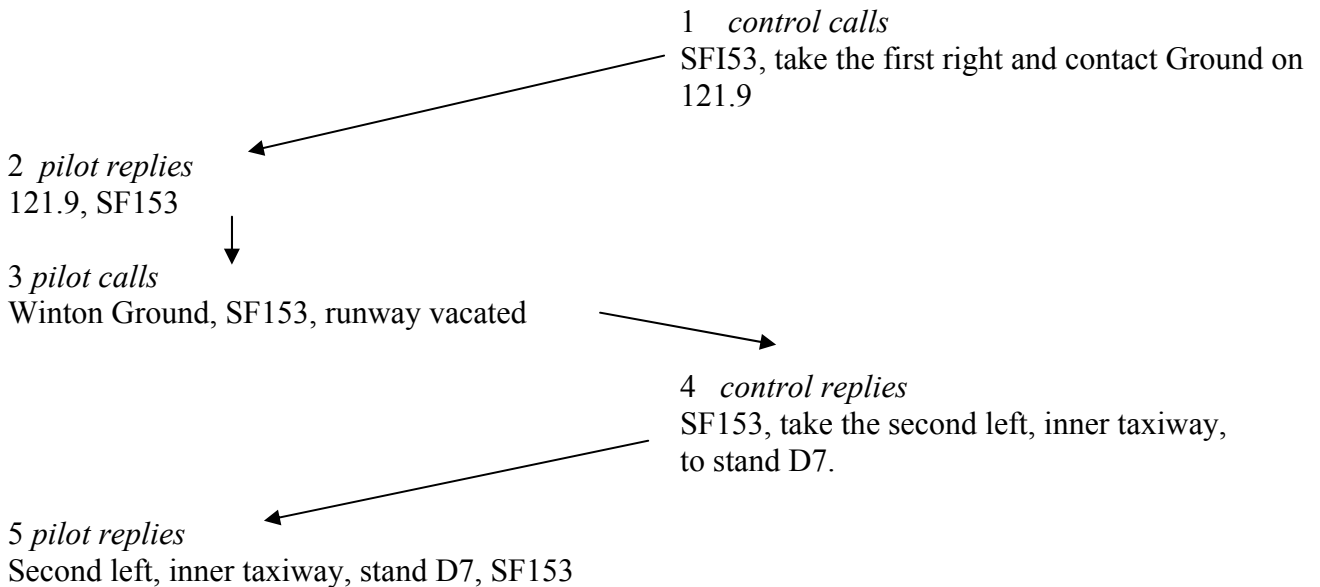 1 control calls
SFI53, take the first right and contact Ground on
121.9
2 pilot replies
121.9, SF153
3 pilot calls
Winton Ground, SF153, runway vacated
4 control replies
SF153, take the second left, inner taxiway,
to stand D7.
5 pilot replies
Second left, inner taxiway, stand D7, SF153